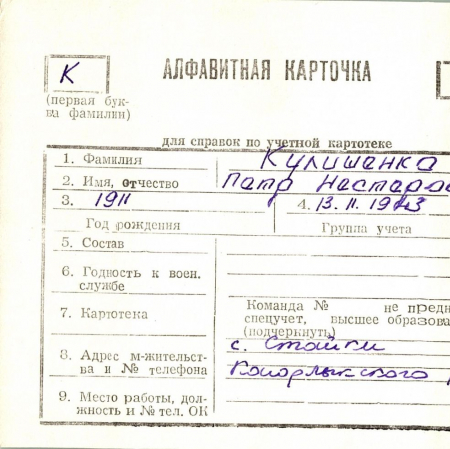 К
АЛФАВИТНАЯ КАРТОЧКА
(первая бук-
ва фамилии)
для справок по учетной картотеке
1. Фамилия Кулишенко
2. Имя, отчество Петр Нестеров
3. 1911 4. 13.11.1943
Год рождения Группа учета
5. Состав
6. Годность к воен.
службе
7. Картотека Команда № не предн
спецучет, высшее образова
(подчеркнуть)
8. Адрес м-жительст- с. Стайки
ва и № телефона Кагарлыкского
9. Место работы, дол-
жность и № тел. ОК